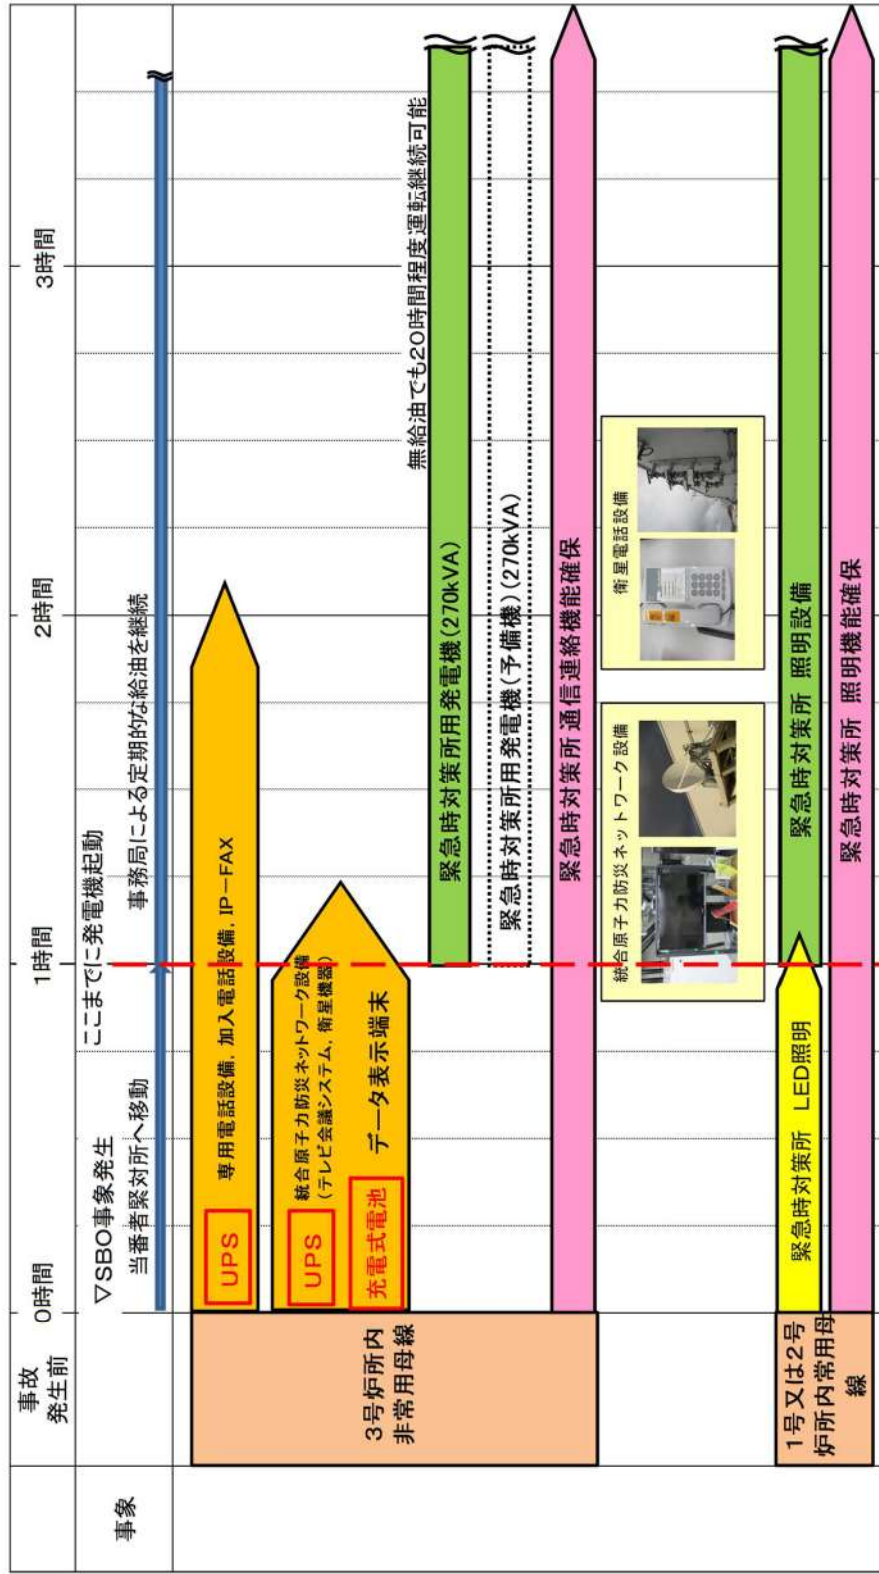 事故
発生前
0時間
1時間
2時間
3時間
事象
▽SBO事象発生
ここまでに発電機起動
当番者緊対所へ移動
事務局による定期的な給油を継続
3号炉所内
非常用母線
UPS
専用電話設備, 加入電話設備, IP－FAX
UPS
統合原子力防災ネットワーク設備
(テレビ会議システム, 衛星機器)
充電式電池
データ表示端末
無給油でも20時間程度運転継続可能
緊急時対策所用発電機(270kVA)
緊急時対策所用発電機(予備機)(270kVA)
緊急時対策所通信連絡機能確保
統合原子力防災ネットワーク設備
衛星電話設備
1号又は2号
炉所内常用母
線
緊急時対策所 LED照明
緊急時対策所 照明設備
緊急時対策所 照明機能確保